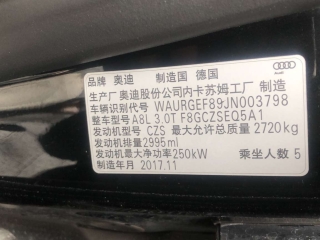 品牌 奥迪 制造国 德国
Audi
生产厂 奥迪股份公司内卡苏姆工厂 制造
车辆识别代号 WAURGEF89JN003798
整车型号 A8L 3.0T F8GCZSEQ5A1
发动机型号 CZS 最大允许总质量 2720kg
发动机排量 2995ml
发动机最大净功率 250kW 乘坐人数 5
制造年月 2017.11